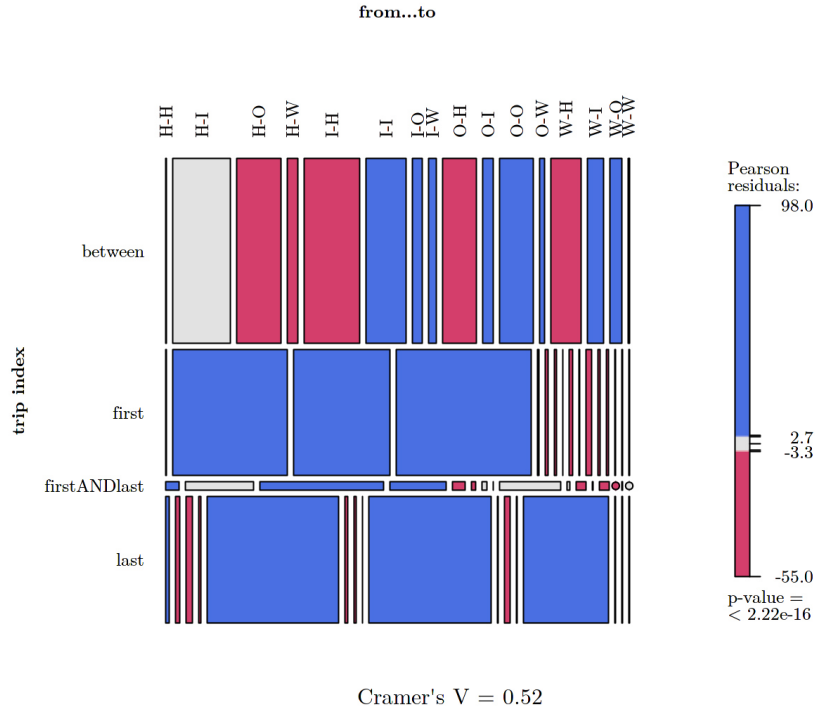 from...to
H-H H-I H-O H-W I-H I-I I-O I-W O-H O-I O-O O-W W-H W-I W-O W-W
trip index
between
first
firstANDlast
last
Pearson
residuals:
98.0
2.7
-3.3
-55.0
p-value =
< 2.22e-16
Cramer's V = 0.52